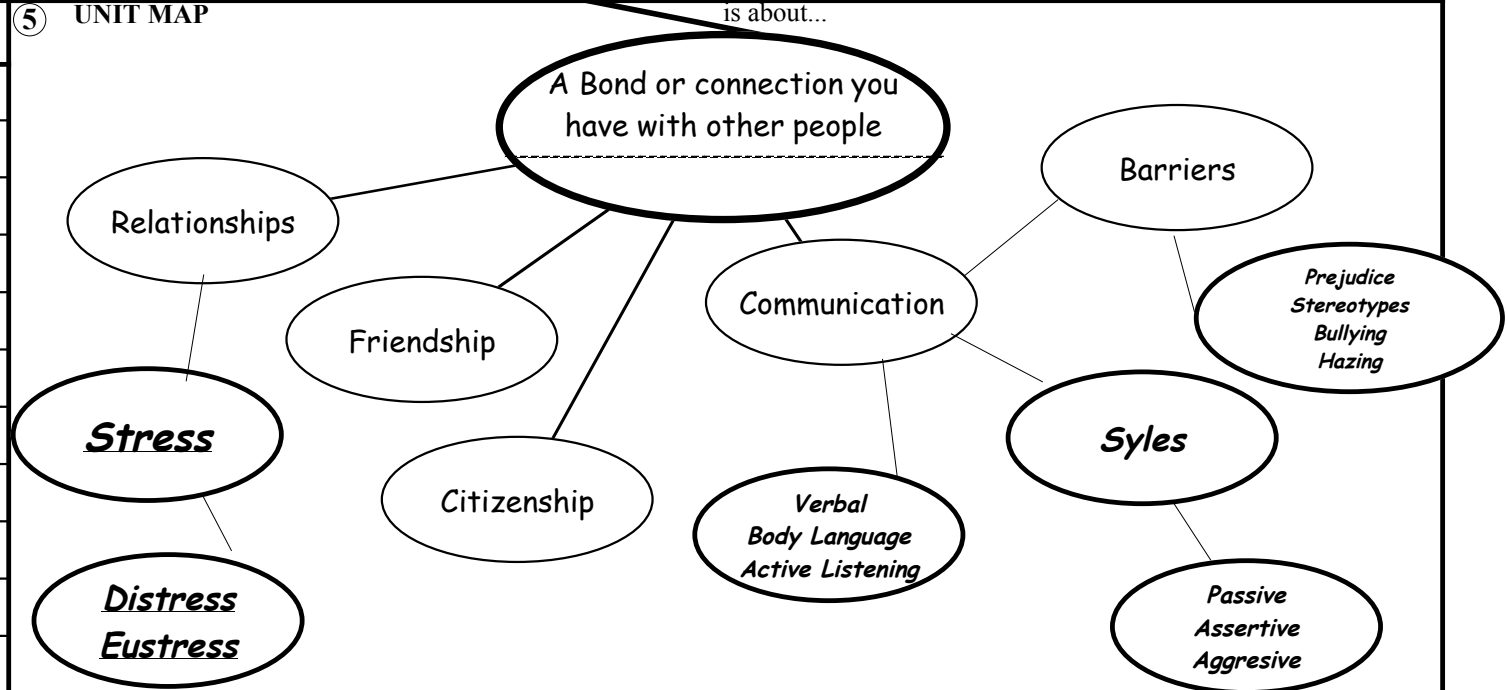 5 UNIT MAP
is about...
A Bond or connection you
have with other people
Barriers
Relationships
Prejudice
Stereotypes
Bullying
Hazing
Communication
Friendship
Stress
Syles
Citizenship
Verbal
Body Language
Active Listening
Distress
Eustress
Passive
Assertive
Aggresive